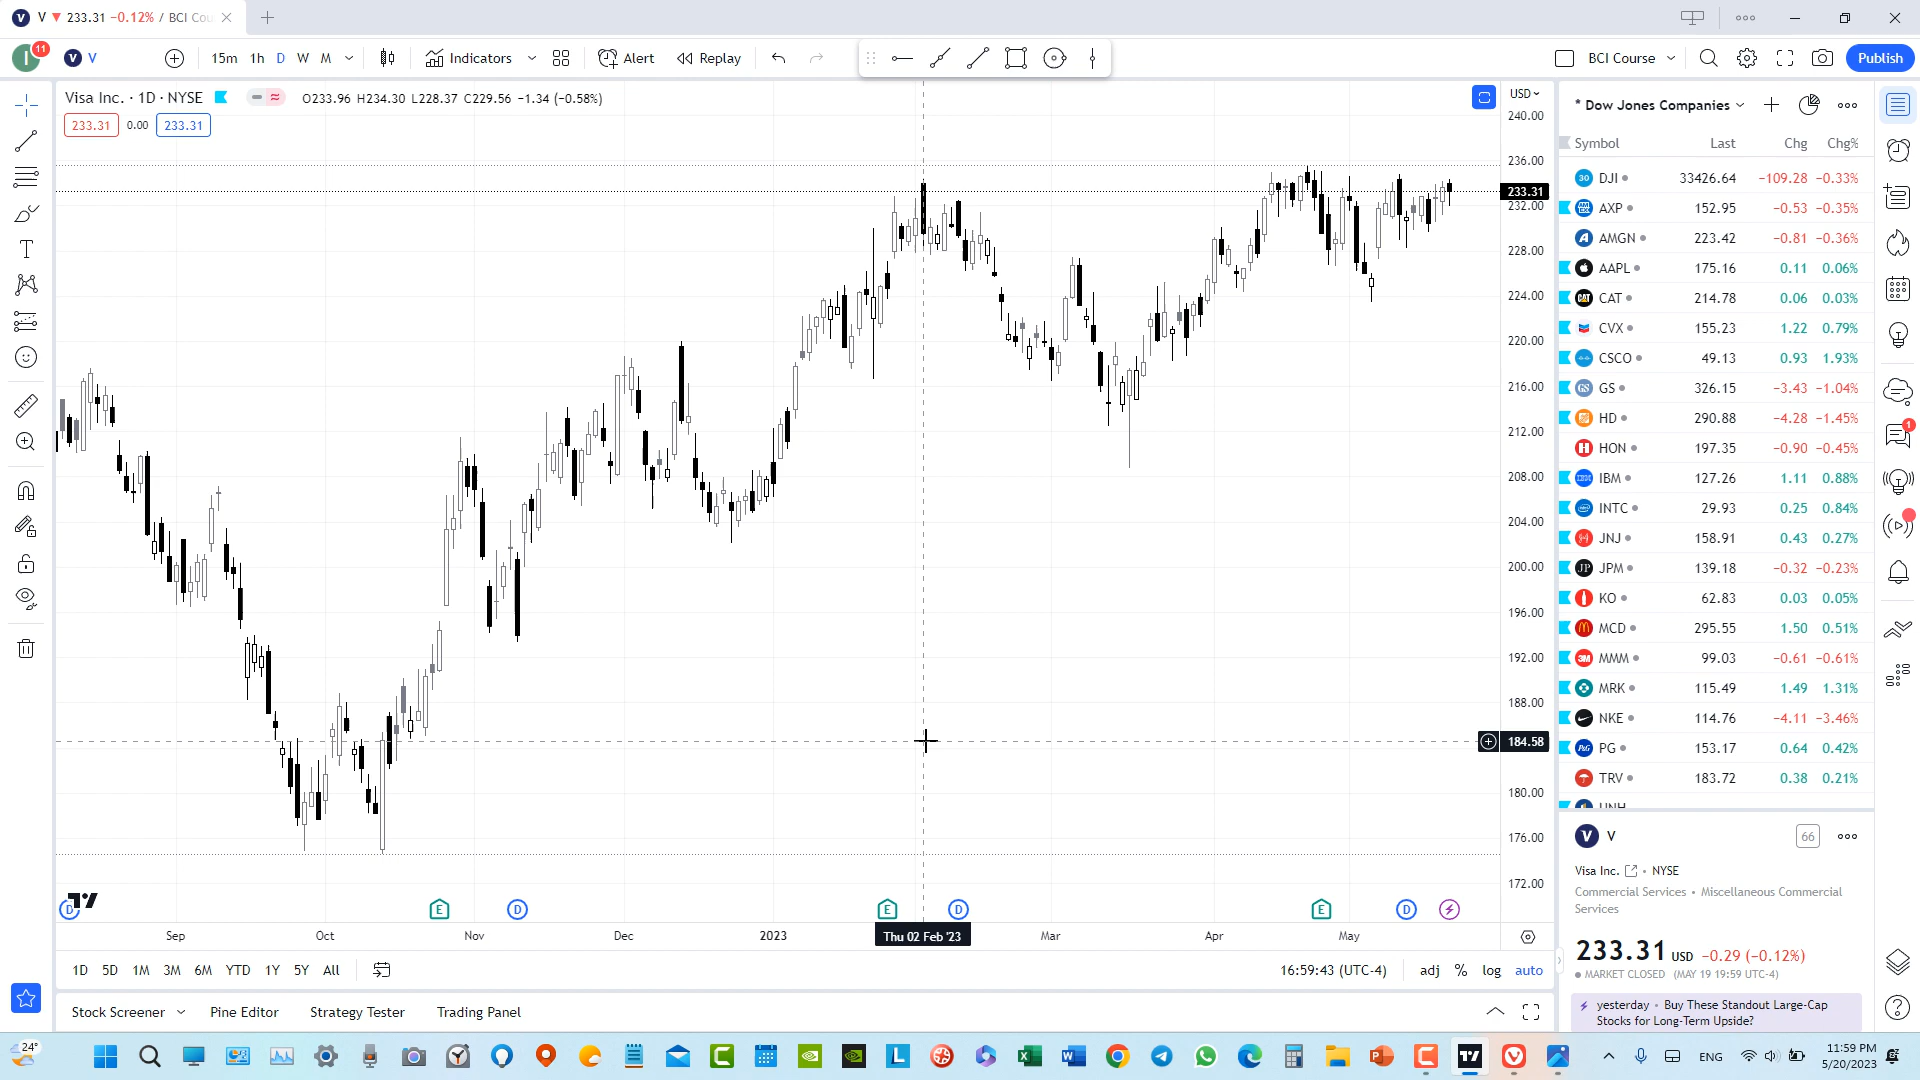 V ▼ 233.31 −0.12% / BCI Cou
11
V
15m 1h D W M
Indicators
Alert
Replay
BCI Course
Publish
Visa Inc. · 1D · NYSE
O233.96 H234.30 L228.37 C229.56 −1.34 (−0.58%)
233.31 0.00 233.31
USD
240.00
236.00
233.31
232.00
228.00
224.00
220.00
216.00
212.00
208.00
204.00
200.00
196.00
192.00
188.00
184.58
180.00
176.00
172.00
D E D E D E D
Sep Oct Nov Dec 2023 Thu 02 Feb '23 Mar Apr May
1D 5D 1M 3M 6M YTD 1Y 5Y All
16:59:43 (UTC-4) adj % log auto
Stock Screener Pine Editor Strategy Tester Trading Panel
* Dow Jones Companies
Symbol Last Chg Chg%
DJI 33426.64 −109.28 −0.33%
AXP 152.95 −0.53 −0.35%
AMGN 223.42 −0.81 −0.36%
AAPL 175.16 0.11 0.06%
CAT 214.78 0.06 0.03%
CVX 155.23 1.22 0.79%
CSCO 49.13 0.93 1.93%
GS 326.15 −3.43 −1.04%
HD 290.88 −4.28 −1.45%
HON 197.35 −0.90 −0.45%
IBM 127.26 1.11 0.88%
INTC 29.93 0.25 0.84%
JNJ 158.91 0.43 0.27%
JPM 139.18 −0.32 −0.23%
KO 62.83 0.03 0.05%
MCD 295.55 1.50 0.51%
MMM 99.03 −0.61 −0.61%
MRK 115.49 1.49 1.31%
NKE 114.76 −4.11 −3.46%
PG 153.17 0.64 0.42%
TRV 183.72 0.38 0.21%
UNH
V 66
Visa Inc. • NYSE
Commercial Services • Miscellaneous Commercial
Services
233.31 USD −0.29 (−0.12%)
MARKET CLOSED (MAY 19 19:59 UTC-4)
yesterday • Buy These Standout Large-Cap
Stocks for Long-Term Upside?
1
24°
ENG
11:59 PM
5/20/2023